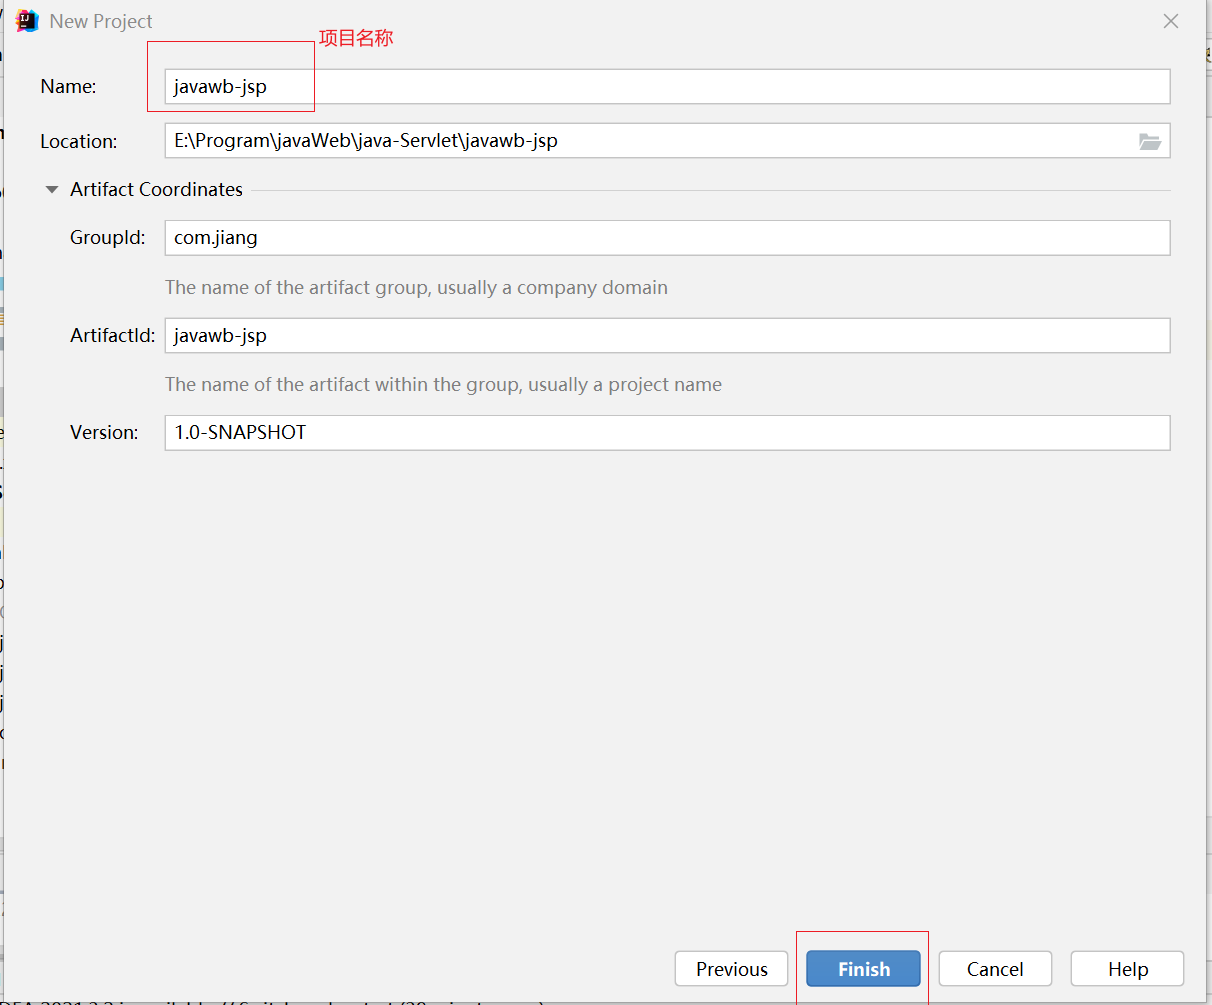 New Project
项目名称
Name: javawb-jsp
Location: E:\Program\javaWeb\java-Servlet\javawb-jsp
Artifact Coordinates
GroupId: com.jiang
The name of the artifact group, usually a company domain
ArtifactId: javawb-jsp
The name of the artifact within the group, usually a project name
Version: 1.0-SNAPSHOT
Previous Finish Cancel Help